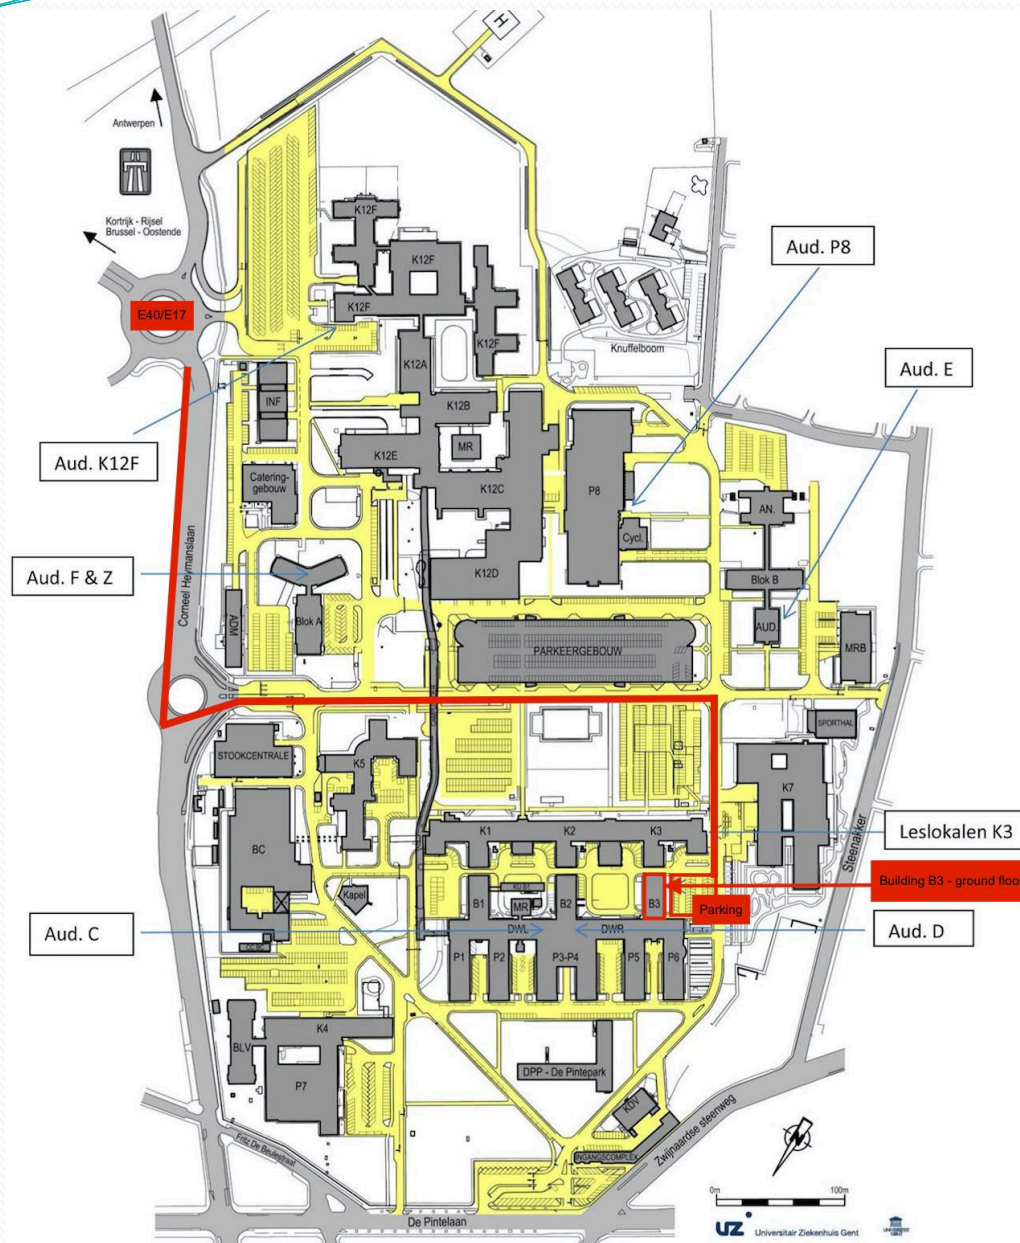 H
Antwerpen
Kortrijk - Rijsel
Brussel - Oostende
E40/E17
K12F
K12F
K12F
K12F
K12A
K12B
MR
K12E
K12C
K12D
INF
Catering-
gebouw
Aud. P8
Knuffelboom
Aud. E
Aud. K12F
P8
Cycl.
AN.
Blok B
AUD.
MRB
Aud. F & Z
Corneel Heymanslaan
ADM
Blok A
PARKEERGEBOUW
SPORTHAL
STOOKCENTRALE
K5
K7
Steenakker
BC
K1
K2
K3
Leslokalen K3
Kapel
B1
MR
B2
B3
Building B3 - ground floo
Parking
Aud. C
DWL
DWR
Aud. D
P1
P2
P3-P4
P5
P6
BLV
K4
P7
DPP - De Pintepark
KDV
INGANGSCOMPLEX
Zwijnaardse steenweg
Fritz De Beulestraat
De Pintelaan
0m
100m
UZ
Universitair Ziekenhuis Gent